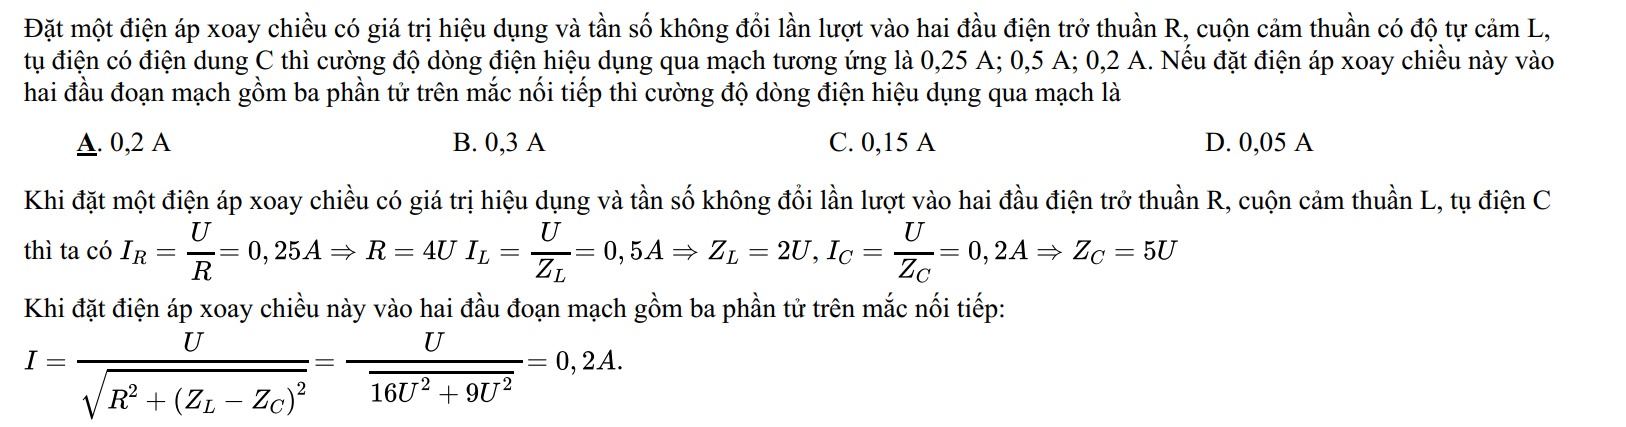 Đặt một điện áp xoay chiều có giá trị hiệu dụng và tần số không đổi lần lượt vào hai đầu điện trở thuần R, cuộn cảm thuần có độ tự cảm L,
tụ điện có điện dung C thì cường độ dòng điện hiệu dụng qua mạch tương ứng là 0,25 A; 0,5 A; 0,2 A. Nếu đặt điện áp xoay chiều này vào
hai đầu đoạn mạch gồm ba phần tử trên mắc nối tiếp thì cường độ dòng điện hiệu dụng qua mạch là
A. 0,2 A B. 0,3 A C. 0,15 A D. 0,05 A
Khi đặt một điện áp xoay chiều có giá trị hiệu dụng và tần số không đổi lần lượt vào hai đầu điện trở thuần R, cuộn cảm thuần L, tụ điện C
thì ta có $I_R = \frac{U}{R} = 0,25A \Rightarrow R = 4U \; I_L = \frac{U}{Z_L} = 0,5A \Rightarrow Z_L = 2U, I_C = \frac{U}{Z_C} = 0,2A \Rightarrow Z_C = 5U$
Khi đặt điện áp xoay chiều này vào hai đầu đoạn mạch gồm ba phần tử trên mắc nối tiếp:
$I = \frac{U}{\sqrt{R^2 + (Z_L - Z_C)^2}} = \frac{U}{\overline{16U^2 + 9U^2}} = 0,2A.$